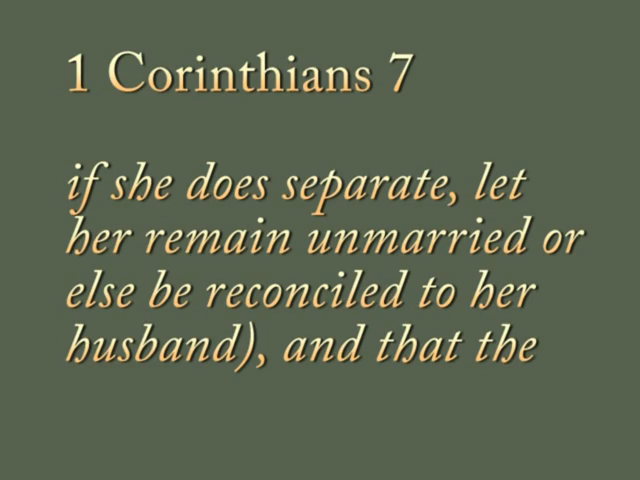 1 Corinthians 7
if she does separate, let
her remain unmarried or
else be reconciled to her
husband), and that the